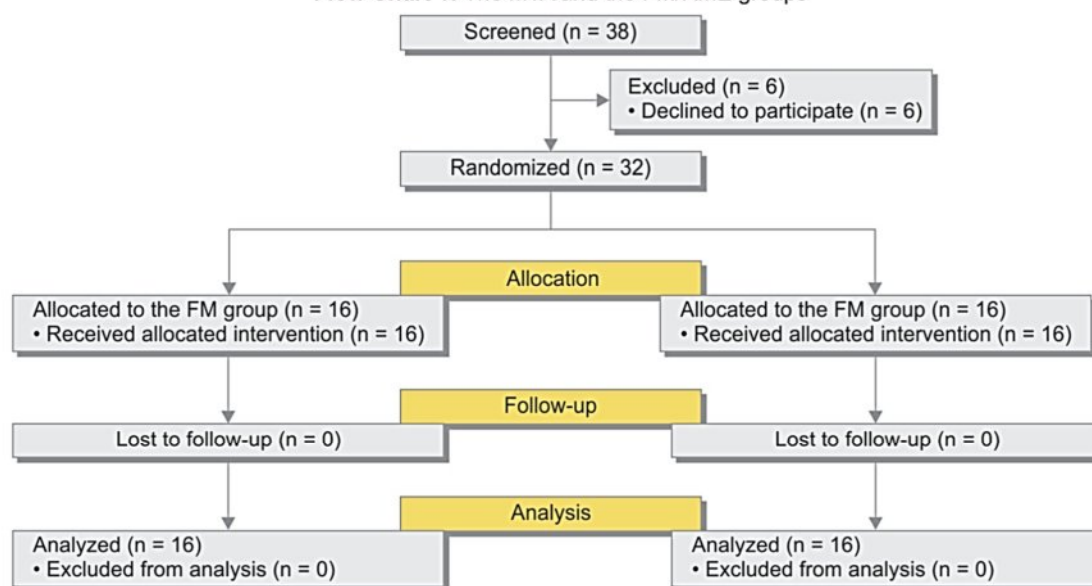 Screened (n = 38)
Excluded (n = 6)
• Declined to participate (n = 6)
Randomized (n = 32)
Allocation
Allocated to the FM group (n = 16)
• Received allocated intervention (n = 16)
Allocated to the FM group (n = 16)
• Received allocated intervention (n = 16)
Follow-up
Lost to follow-up (n = 0)
Lost to follow-up (n = 0)
Analysis
Analyzed (n = 16)
• Excluded from analysis (n = 0)
Analyzed (n = 16)
• Excluded from analysis (n = 0)